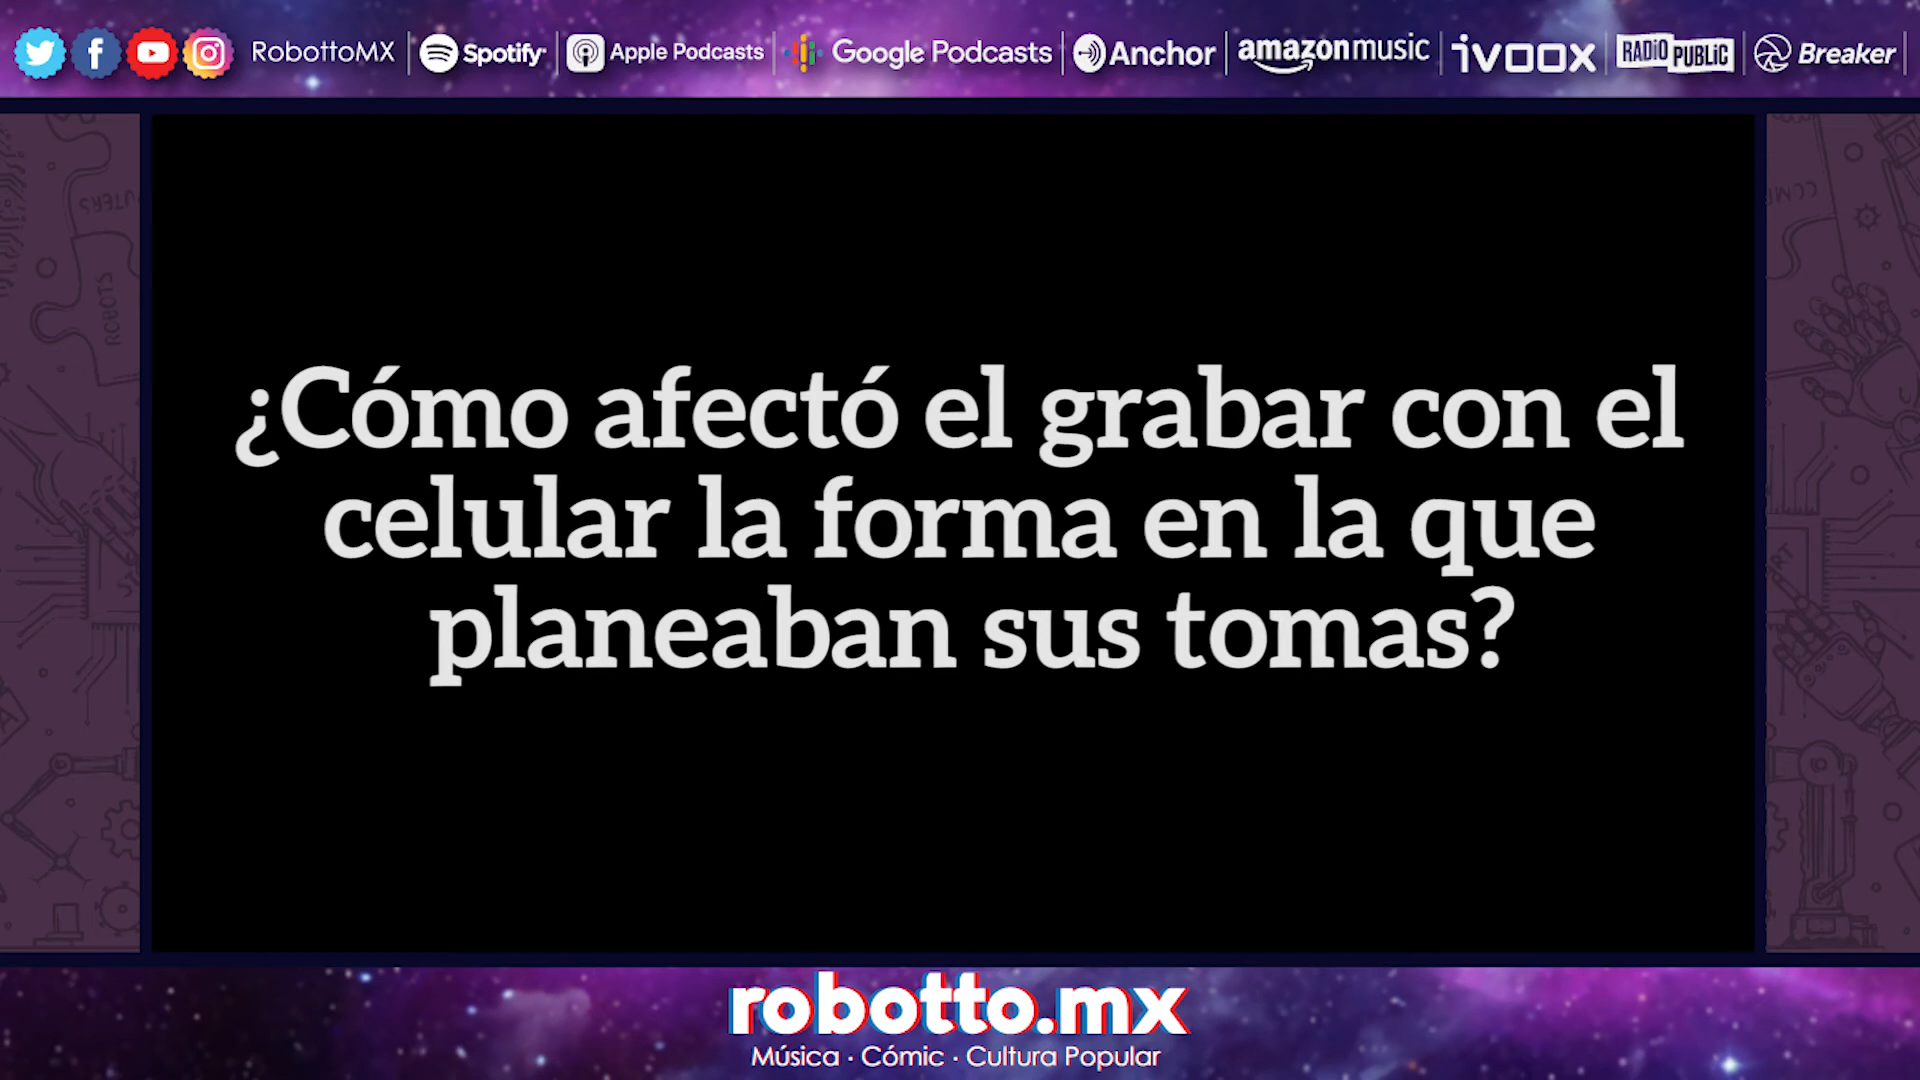 RobottoMX Spotify Apple Podcasts Google Podcasts Anchor amazon music ivoox RADIO PUBLIC Breaker
¿Cómo afectó el grabar con el
celular la forma en la que
planeaban sus tomas?
ROBOTS
robotto.mx
Música · Cómic · Cultura Popular